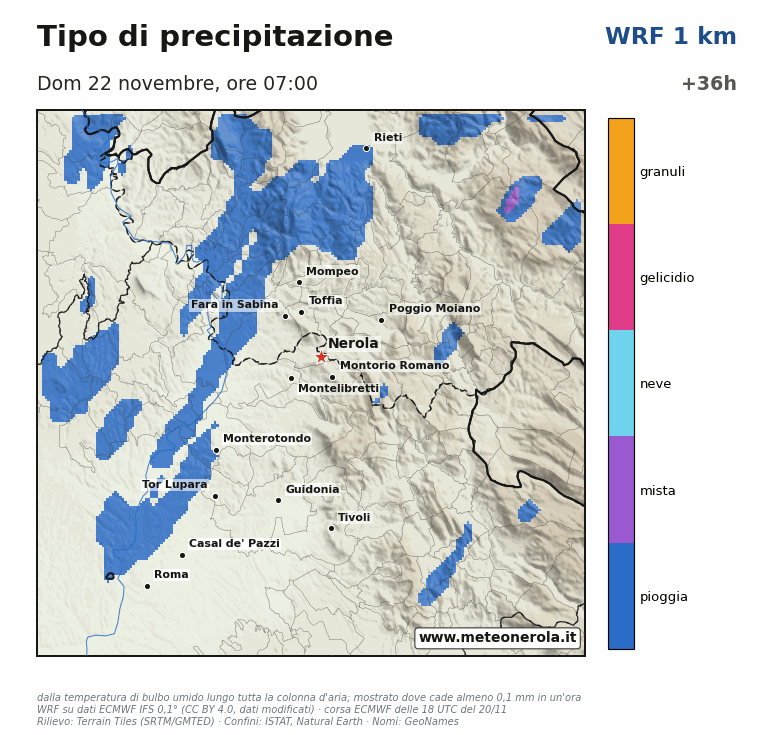 Tipo di precipitazione
WRF 1 km
Dom 22 novembre, ore 07:00
+36h
Rieti
granuli
Mompeo
gelicidio
Fara in Sabina
Toffia
Poggio Moiano
Nerola
Montorio Romano
neve
Montelibretti
Monterotondo
Tor Lupara
Guidonia
mista
Tivoli
Casal de' Pazzi
Roma
pioggia
www.meteonerola.it
dalla temperatura di bulbo umido lungo tutta la colonna d'aria; mostrato dove cade almeno 0,1 mm in un'ora
WRF su dati ECMWF IFS 0,1° (CC BY 4.0, dati modificati) · corsa ECMWF delle 18 UTC del 20/11
Rilievo: Terrain Tiles (SRTM/GMTED) · Confini: ISTAT, Natural Earth · Nomi: GeoNames